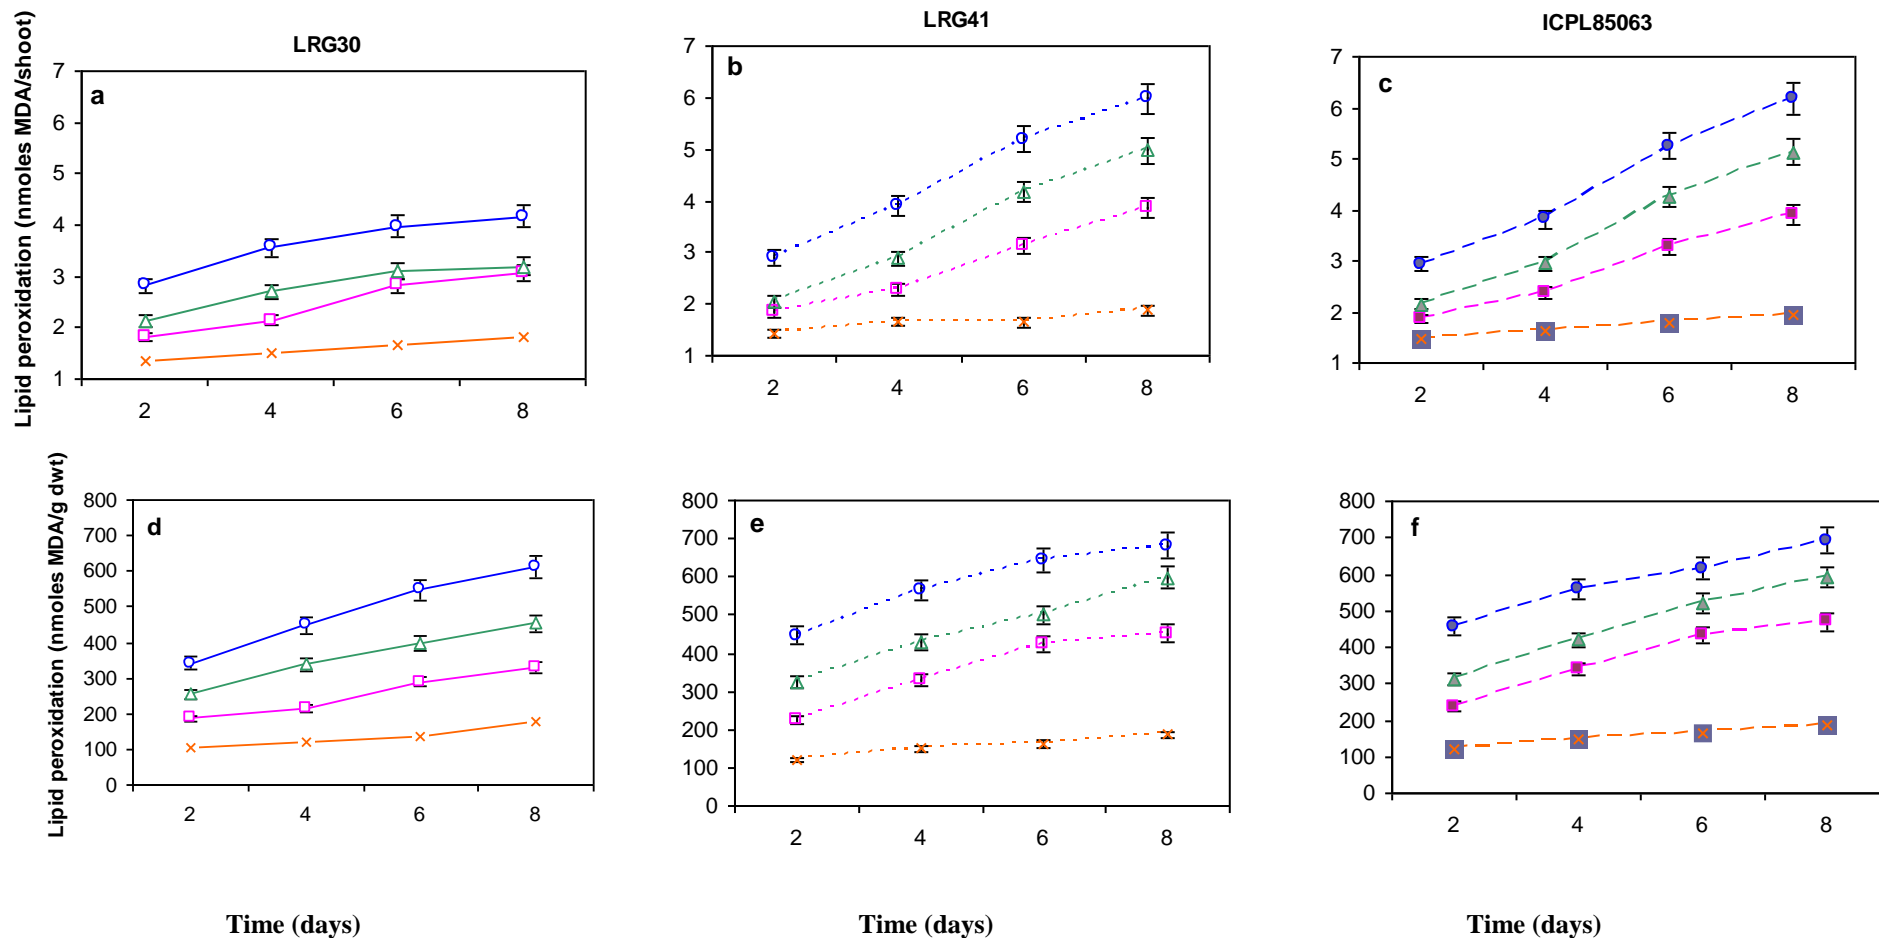 LRG30
LRG41
ICPL85063
Lipid peroxidation (nmoles MDA/shoot)
a
7
6
5
4
3
2
1
2 4 6 8
b
7
6
5
4
3
2
1
2 4 6 8
c
7
6
5
4
3
2
1
2 4 6 8
Lipid peroxidation (nmoles MDA/g dwt)
d
800
700
600
500
400
300
200
100
0
2 4 6 8
e
800
700
600
500
400
300
200
100
0
2 4 6 8
f
800
700
600
500
400
300
200
100
0
2 4 6 8
Time (days)
Time (days)
Time (days)